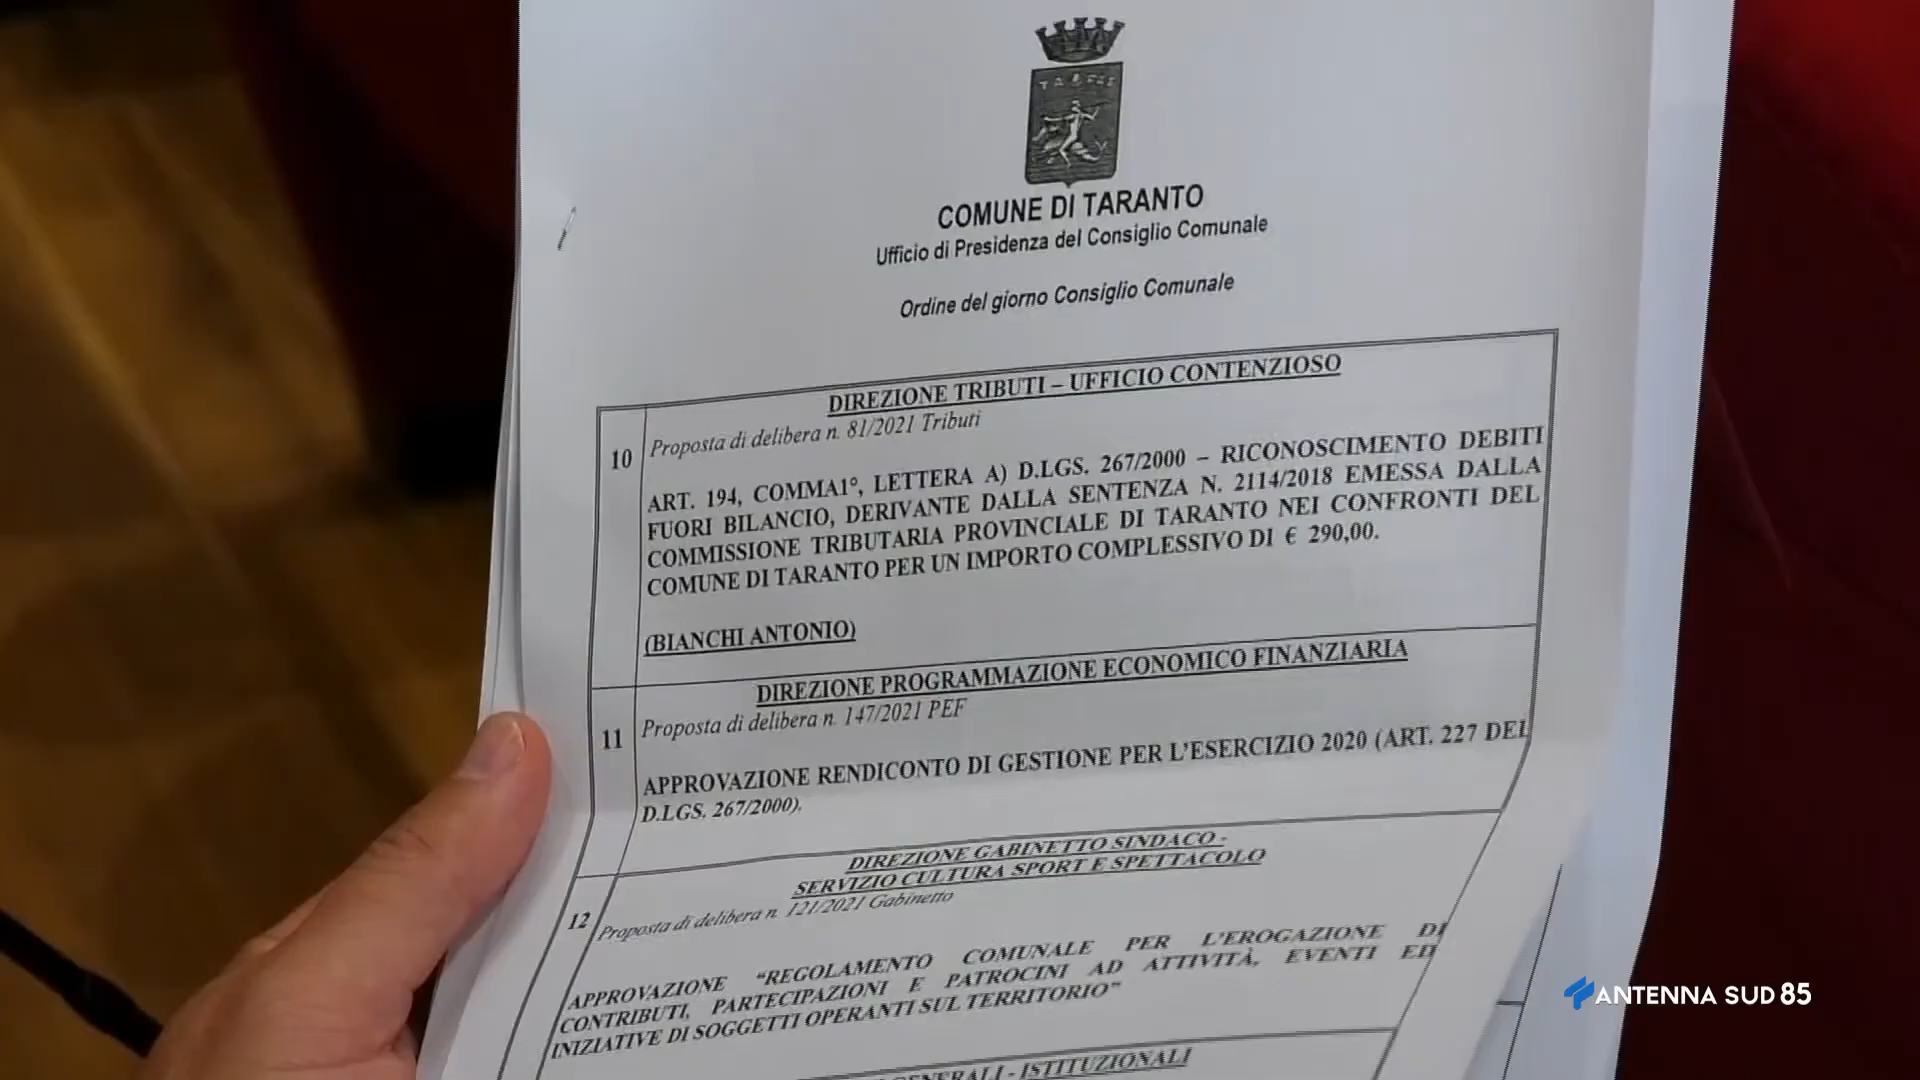 COMUNE DI TARANTO
Ufficio di Presidenza del Consiglio Comunale
Ordine del giorno Consiglio Comunale
DIREZIONE TRIBUTI – UFFICIO CONTENZIOSO
10
Proposta di delibera n. 81/2021 Tributi
ART. 194, COMMA1°, LETTERA A) D.LGS. 267/2000 – RICONOSCIMENTO DEBITI
FUORI BILANCIO, DERIVANTE DALLA SENTENZA N. 2114/2018 EMESSA DALLA
COMMISSIONE TRIBUTARIA PROVINCIALE DI TARANTO NEI CONFRONTI DEL
COMUNE DI TARANTO PER UN IMPORTO COMPLESSIVO DI € 290,00.
(BIANCHI ANTONIO)
DIREZIONE PROGRAMMAZIONE ECONOMICO FINANZIARIA
11
Proposta di delibera n. 147/2021 PEF
APPROVAZIONE RENDICONTO DI GESTIONE PER L'ESERCIZIO 2020 (ART. 227 DEL
D.LGS. 267/2000).
DIREZIONE GABINETTO SINDACO -
SERVIZIO CULTURA SPORT E SPETTACOLO
12
Proposta di delibera n. 121/2021 Gabinetto
APPROVAZIONE “REGOLAMENTO COMUNALE PER L'EROGAZIONE DI
CONTRIBUTI, PARTECIPAZIONI E PATROCINI AD ATTIVITÀ, EVENTI ED
INIZIATIVE DI SOGGETTI OPERANTI SUL TERRITORIO”
- ISTITUZIONALI
ANTENNA SUD 85